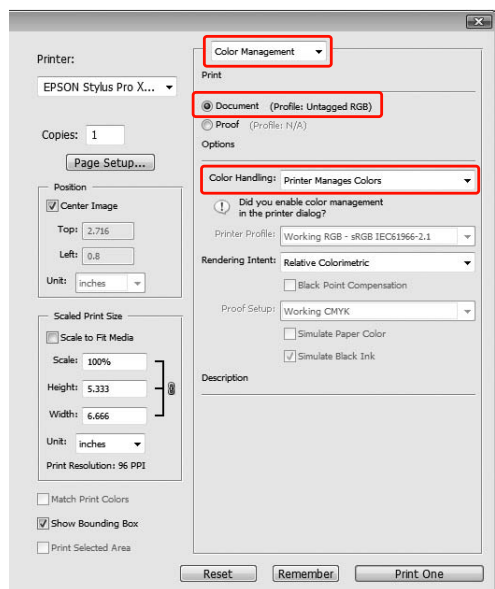 Printer:
EPSON Stylus Pro X...
Copies: 1
Page Setup...
Position
Center Image
Top: 2.716
Left: 0.8
Unit: inches
Scaled Print Size
Scale to Fit Media
Scale: 100%
Height: 5.333
Width: 6.666
Unit: inches
Print Resolution: 96 PPI
Match Print Colors
Show Bounding Box
Print Selected Area
Color Management
Print
Document (Profile: Untagged RGB)
Proof (Profile: N/A)
Options
Color Handling: Printer Manages Colors
Did you enable color management
in the printer dialog?
Printer Profile: Working RGB - sRGB IEC61966-2.1
Rendering Intent: Relative Colorimetric
Black Point Compensation
Proof Setup: Working CMYK
Simulate Paper Color
Simulate Black Ink
Description
Reset Remember Print One